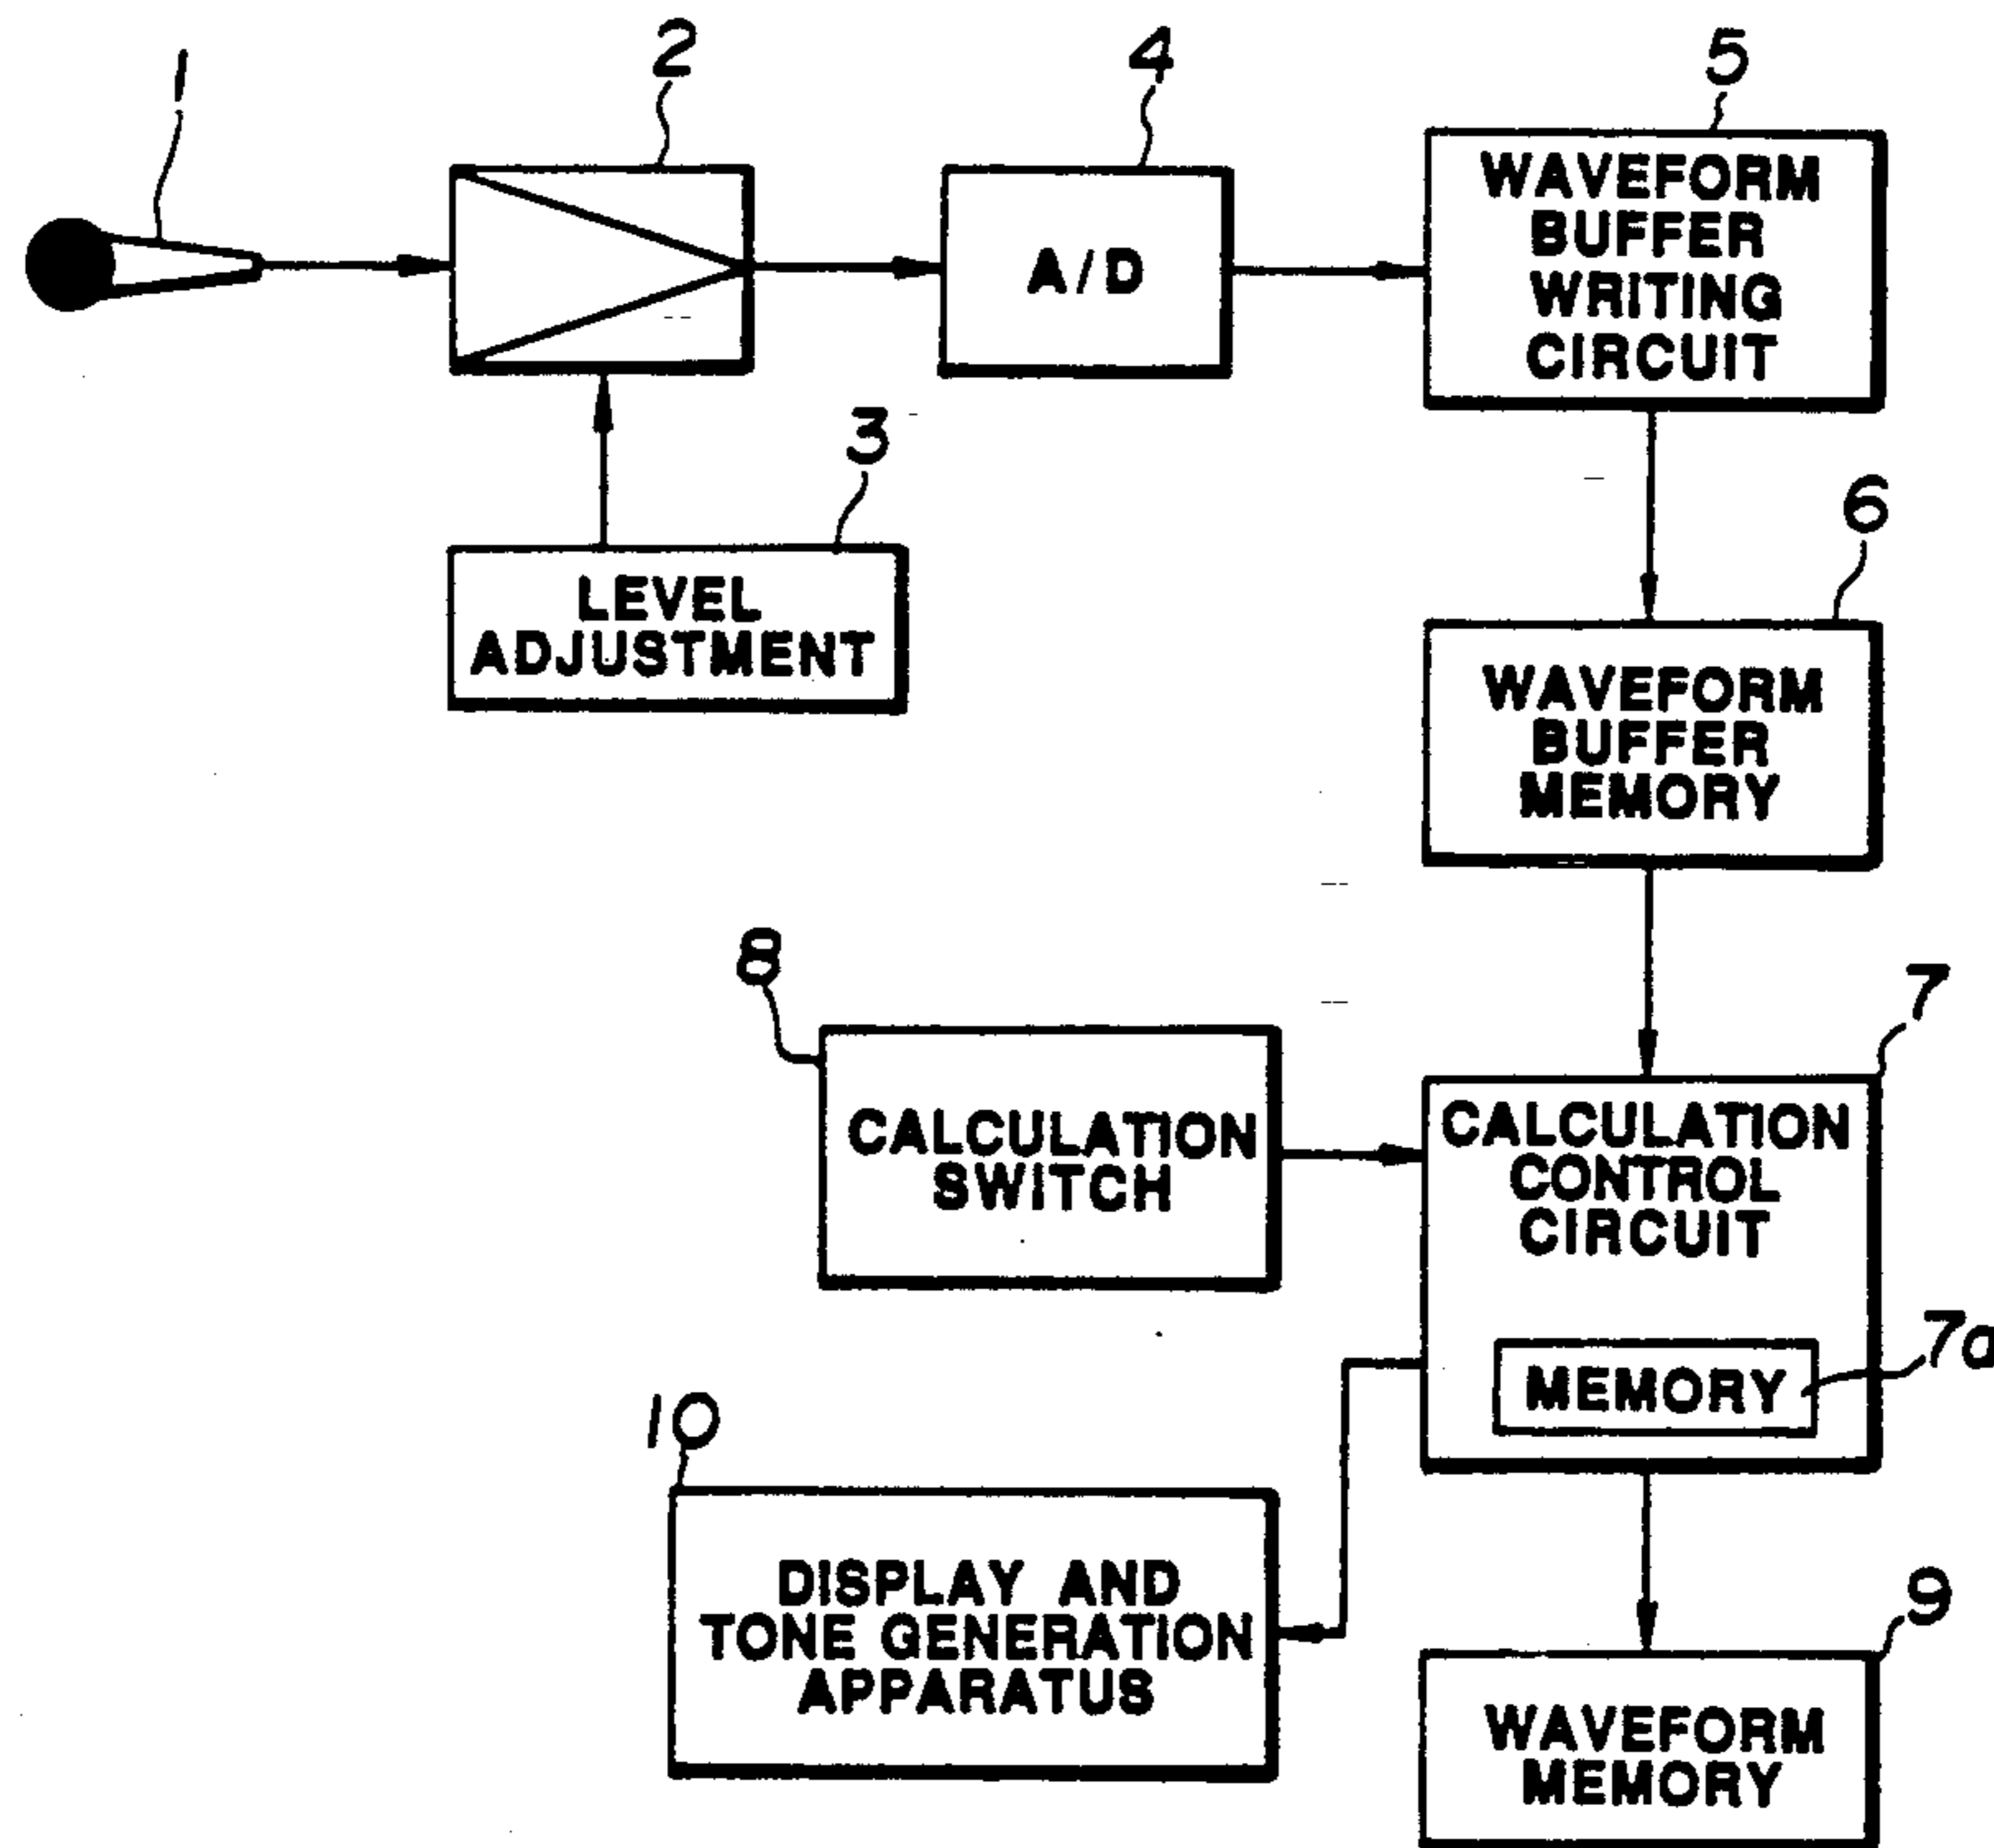 1
2
4
5
A/D
WAVEFORM
BUFFER
WRITING
CIRCUIT
3
LEVEL
ADJUSTMENT
6
WAVEFORM
BUFFER
MEMORY
8
CALCULATION
SWITCH
7
CALCULATION
CONTROL
CIRCUIT
7a
MEMORY
10
DISPLAY AND
TONE GENERATION
APPARATUS
9
WAVEFORM
MEMORY